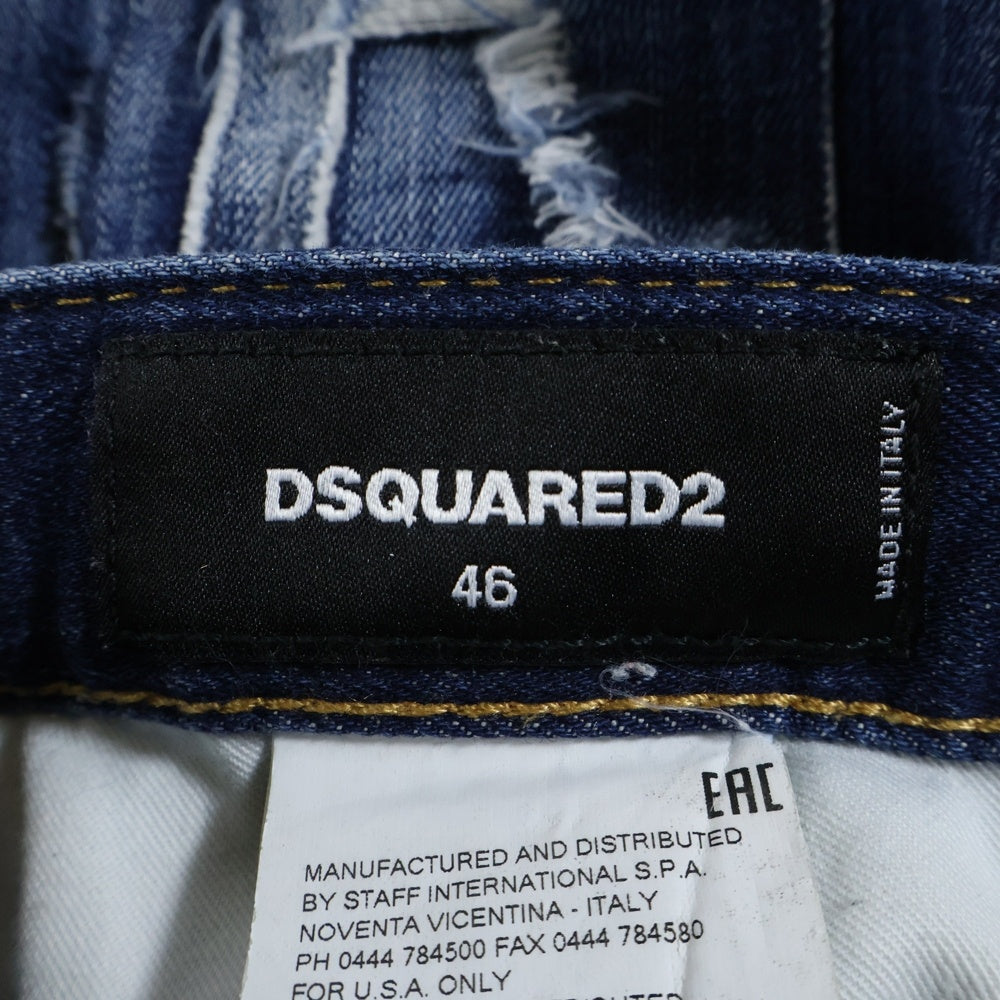 DSQUARED2
46
MADE IN ITALY
EAC
MANUFACTURED AND DISTRIBUTED
BY STAFF INTERNATIONAL S.P.A.
NOVENTA VICENTINA - ITALY
PH 0444 784500 FAX 0444 784580
FOR U.S.A. ONLY